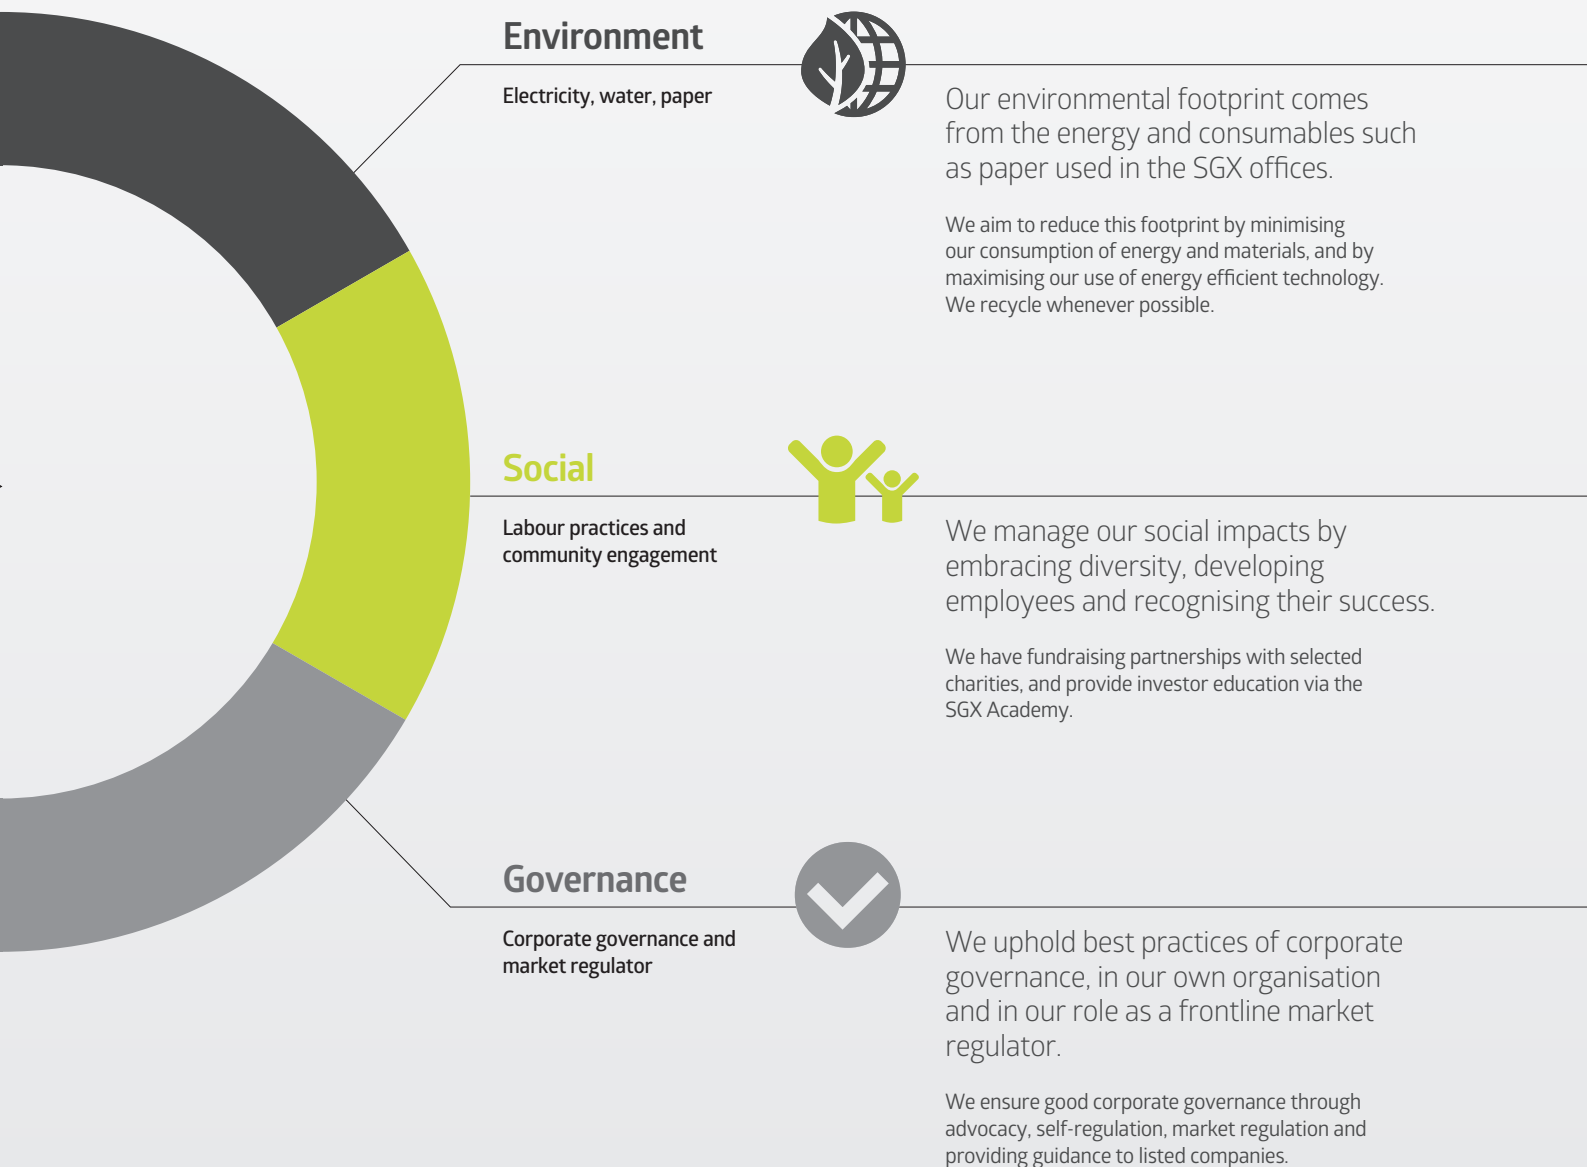 Environment
Electricity, water, paper
Our environmental footprint comes
from the energy and consumables such
as paper used in the SGX offices.
We aim to reduce this footprint by minimising
our consumption of energy and materials, and by
maximising our use of energy efficient technology.
We recycle whenever possible.
Social
Labour practices and
community engagement
We manage our social impacts by
embracing diversity, developing
employees and recognising their success.
We have fundraising partnerships with selected
charities, and provide investor education via the
SGX Academy.
Governance
Corporate governance and
market regulator
We uphold best practices of corporate
governance, in our own organisation
and in our role as a frontline market
regulator.
We ensure good corporate governance through
advocacy, self-regulation, market regulation and
providing guidance to listed companies.